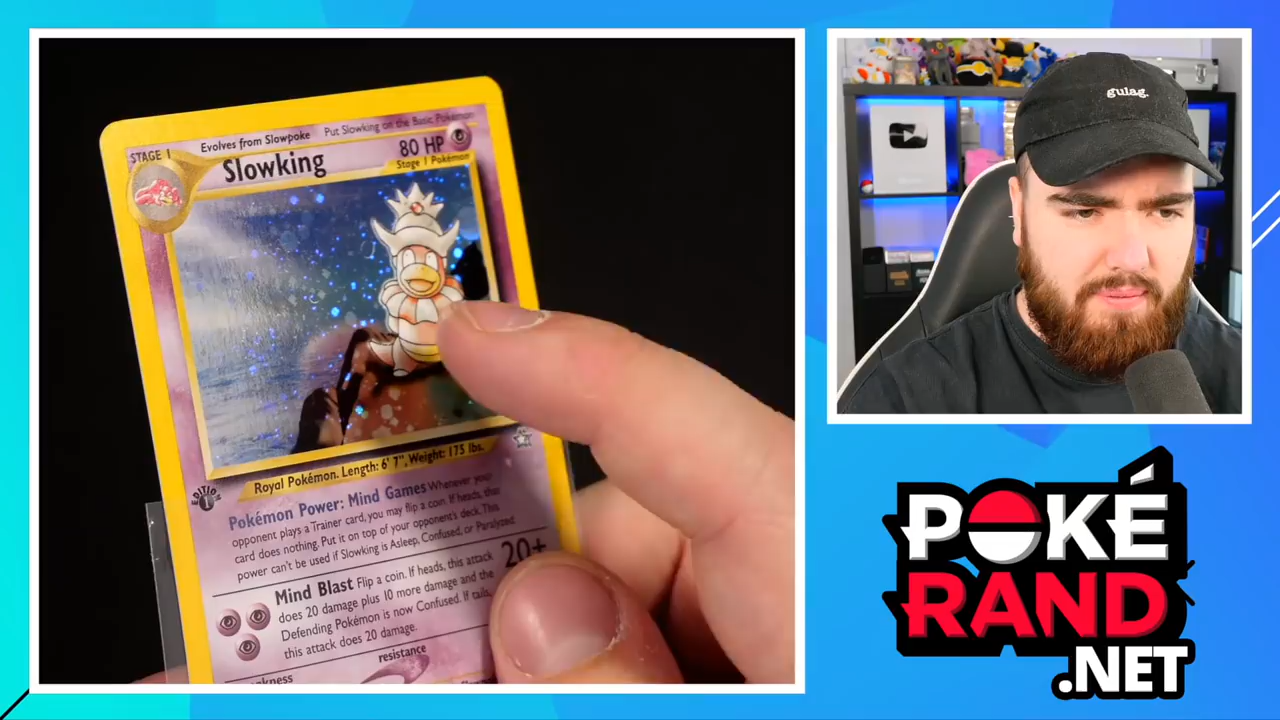 STAGE 1
Evolves from Slowpoke
Put Slowking on the Basic Pokémon
Slowking
80 HP
Stage 1 Pokémon
Royal Pokémon. Length: 6' 7", Weight: 175 lbs.
EDITION
1
Pokémon Power: Mind Games Whenever your
opponent plays a Trainer card, you may flip a coin. If heads, that
card does nothing. Put it on top of your opponent's deck. This
power can't be used if Slowking is Asleep, Confused, or Paralyzed.
Mind Blast Flip a coin. If heads, this attack
does 20 damage plus 10 more damage and the
Defending Pokémon is now Confused. If tails,
this attack does 20 damage.
20+
resistance
gulag.
POKÉ
RAND
.NET